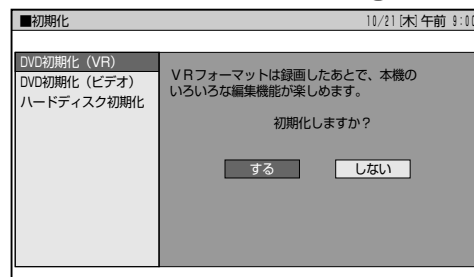 ■初期化
10/21[木]午前 9:00
DVD初期化（VR）
DVD初期化（ビデオ）
ハードディスク初期化
ＶＲフォーマットは録画したあとで、本機の
いろいろな編集機能が楽しめます。
初期化しますか？
する
しない